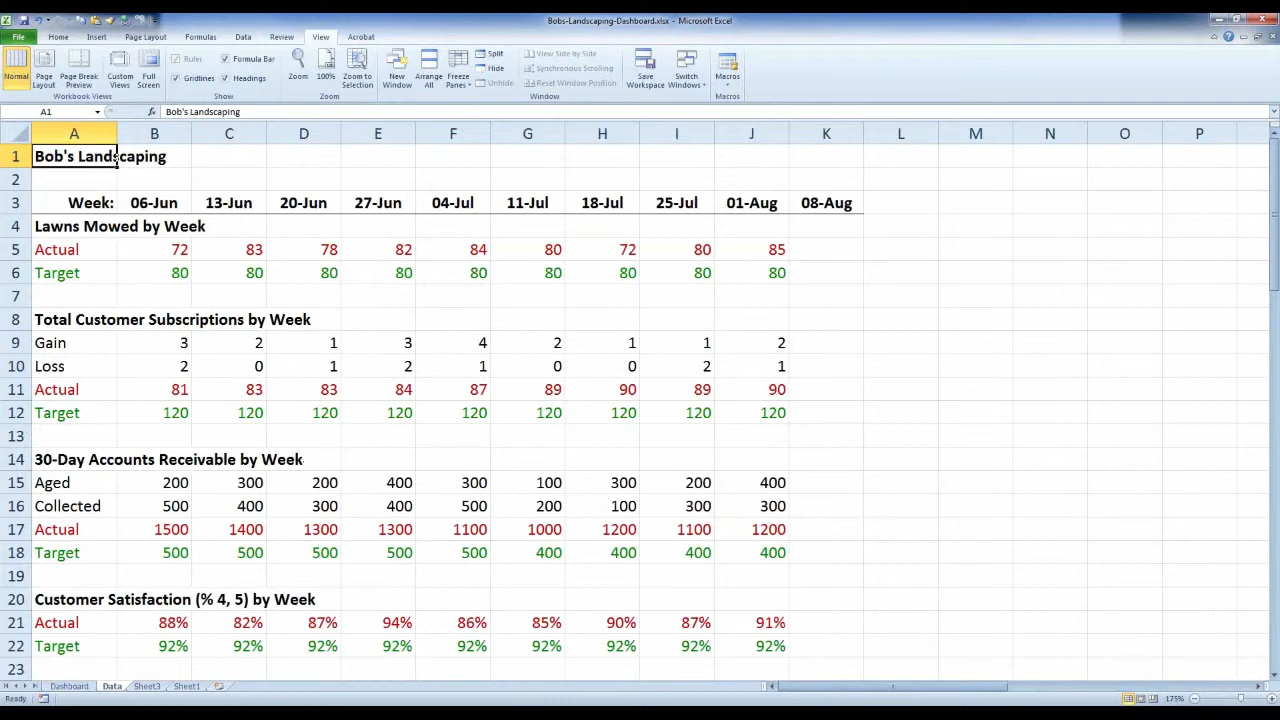 Bobs-Landscaping-Dashboard.xlsx - Microsoft Excel
File Home Insert Page Layout Formulas Data Review View Acrobat
Normal Page Layout Page Break Preview Custom Views Full Screen
Ruler Formula Bar
Gridlines Headings
Zoom 100% Zoom to Selection
New Window Arrange All Freeze Panes
Split
Hide
Unhide
View Side by Side
Synchronous Scrolling
Reset Window Position
Save Workspace Switch Windows Macros
Workbook Views Show Zoom Window Macros
A1 fx Bob's Landscaping
A B C D E F G H I J K L M N O P
1 Bob's Landscaping
2
3 Week: 06-Jun 13-Jun 20-Jun 27-Jun 04-Jul 11-Jul 18-Jul 25-Jul 01-Aug 08-Aug
4 Lawns Mowed by Week
5 Actual 72 83 78 82 84 80 72 80 85
6 Target 80 80 80 80 80 80 80 80 80
7
8 Total Customer Subscriptions by Week
9 Gain 3 2 1 3 4 2 1 1 2
10 Loss 2 0 1 2 1 0 0 2 1
11 Actual 81 83 83 84 87 89 90 89 90
12 Target 120 120 120 120 120 120 120 120 120
13
14 30-Day Accounts Receivable by Week
15 Aged 200 300 200 400 300 100 300 200 400
16 Collected 500 400 300 400 500 200 100 300 300
17 Actual 1500 1400 1300 1300 1100 1000 1200 1100 1200
18 Target 500 500 500 500 500 400 400 400 400
19
20 Customer Satisfaction (% 4, 5) by Week
21 Actual 88% 82% 87% 94% 86% 85% 90% 87% 91%
22 Target 92% 92% 92% 92% 92% 92% 92% 92% 92%
23
Dashboard Data Sheet3 Sheet1
Ready 175%